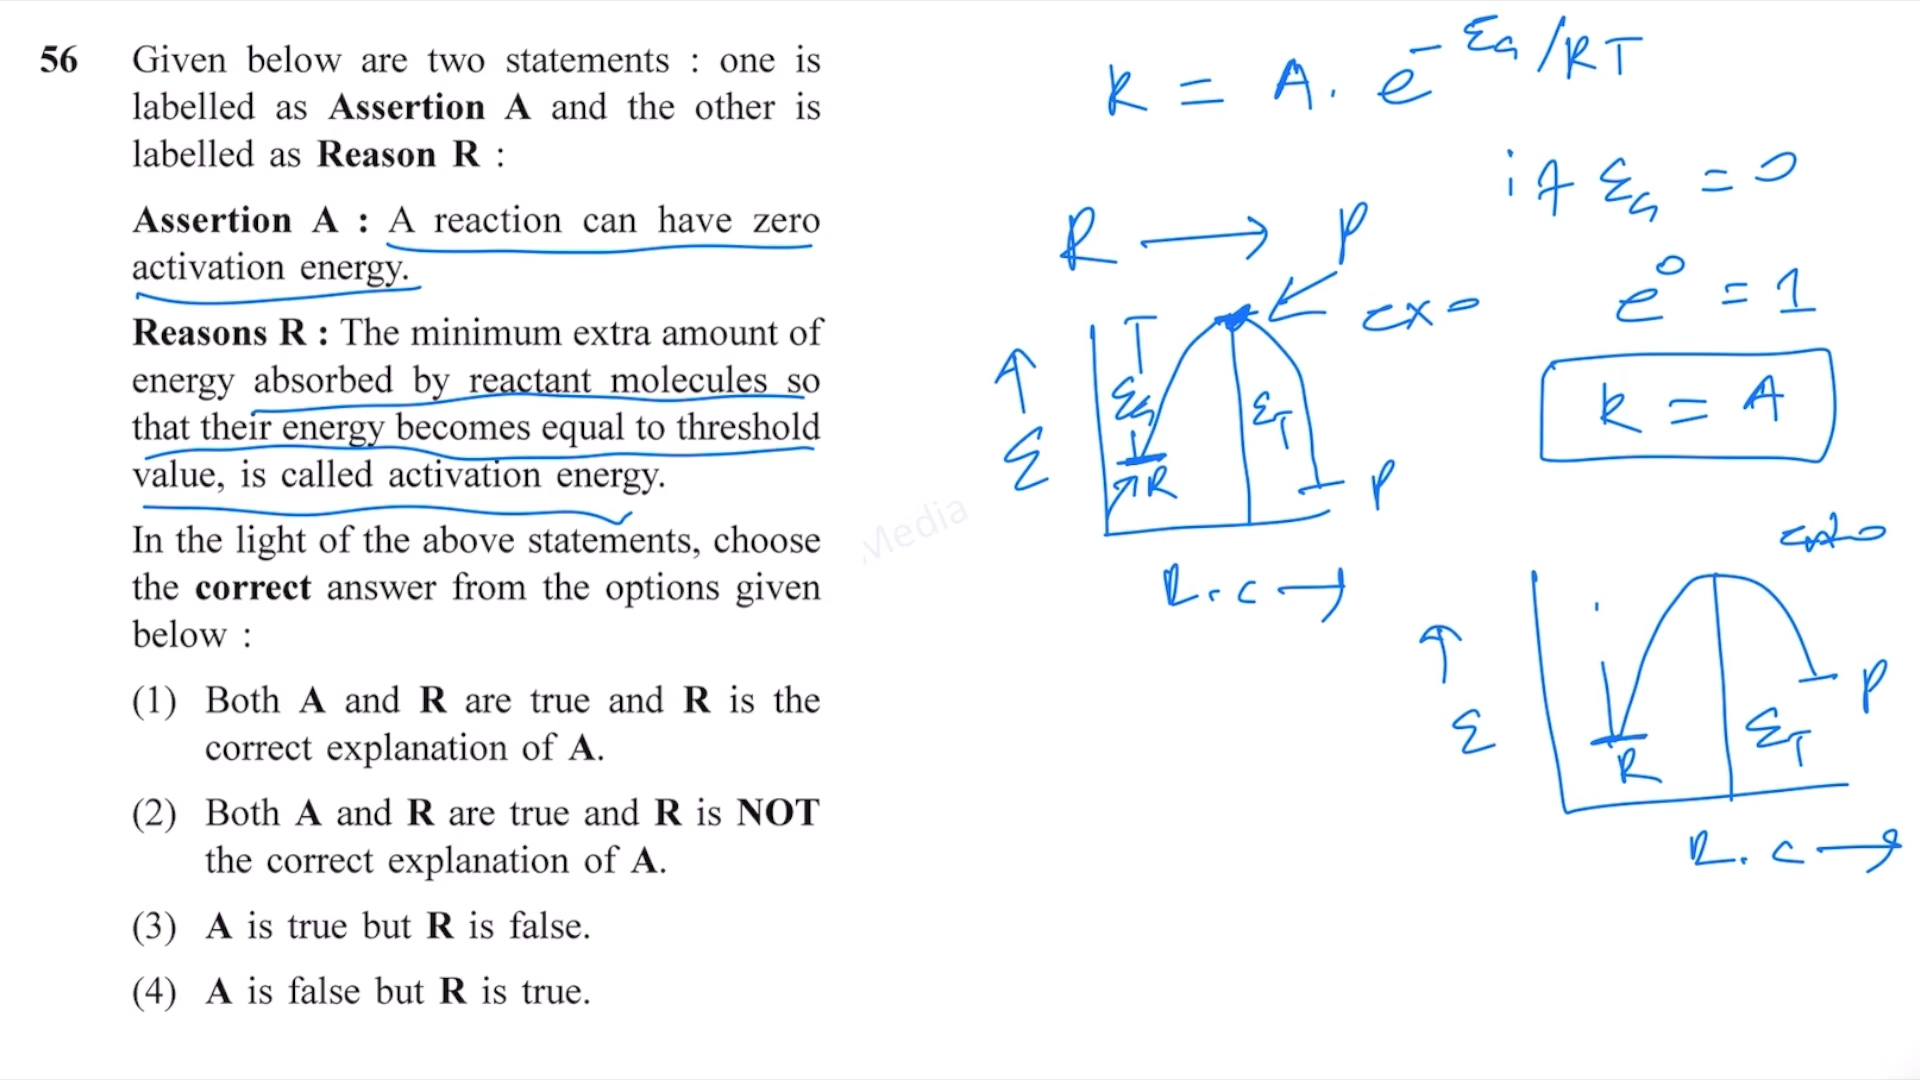 56 Given below are two statements : one is
labelled as Assertion A and the other is
labelled as Reason R :
Assertion A : A reaction can have zero
activation energy.
Reasons R : The minimum extra amount of
energy absorbed by reactant molecules so
that their energy becomes equal to threshold
value, is called activation energy.
In the light of the above statements, choose
the correct answer from the options given
below :
(1) Both A and R are true and R is the
correct explanation of A.
(2) Both A and R are true and R is NOT
the correct explanation of A.
(3) A is true but R is false.
(4) A is false but R is true.
k = A. e^-Ea/RT
if Ea = 0
R → P
e^0 = 1
exo
k = A
T
Ea
ET
↑
E
R
P
R.C →
↑
E
R
ET
P
R.C →
Media